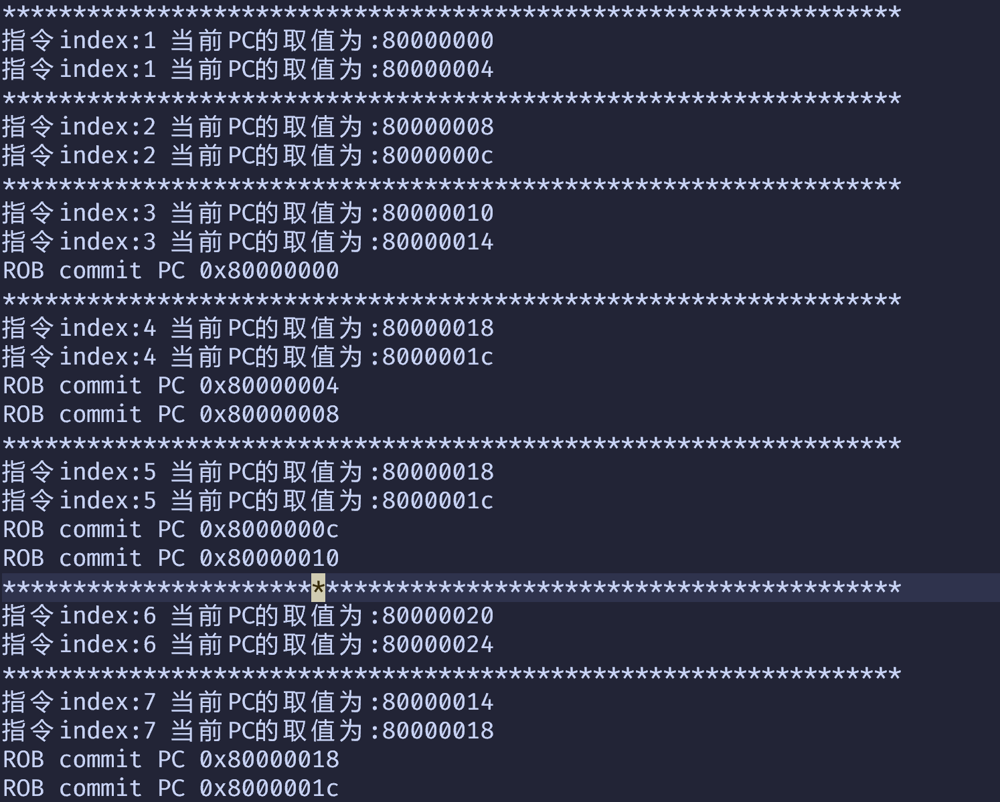 ****************************************************************
指令index:1 当前PC的取值为:80000000
指令index:1 当前PC的取值为:80000004
****************************************************************
指令index:2 当前PC的取值为:80000008
指令index:2 当前PC的取值为:8000000c
****************************************************************
指令index:3 当前PC的取值为:80000010
指令index:3 当前PC的取值为:80000014
ROB commit PC 0x80000000
****************************************************************
指令index:4 当前PC的取值为:80000018
指令index:4 当前PC的取值为:8000001c
ROB commit PC 0x80000004
ROB commit PC 0x80000008
****************************************************************
指令index:5 当前PC的取值为:80000018
指令index:5 当前PC的取值为:8000001c
ROB commit PC 0x8000000c
ROB commit PC 0x80000010
****************************************************************
指令index:6 当前PC的取值为:80000020
指令index:6 当前PC的取值为:80000024
****************************************************************
指令index:7 当前PC的取值为:80000014
指令index:7 当前PC的取值为:80000018
ROB commit PC 0x80000018
ROB commit PC 0x8000001c